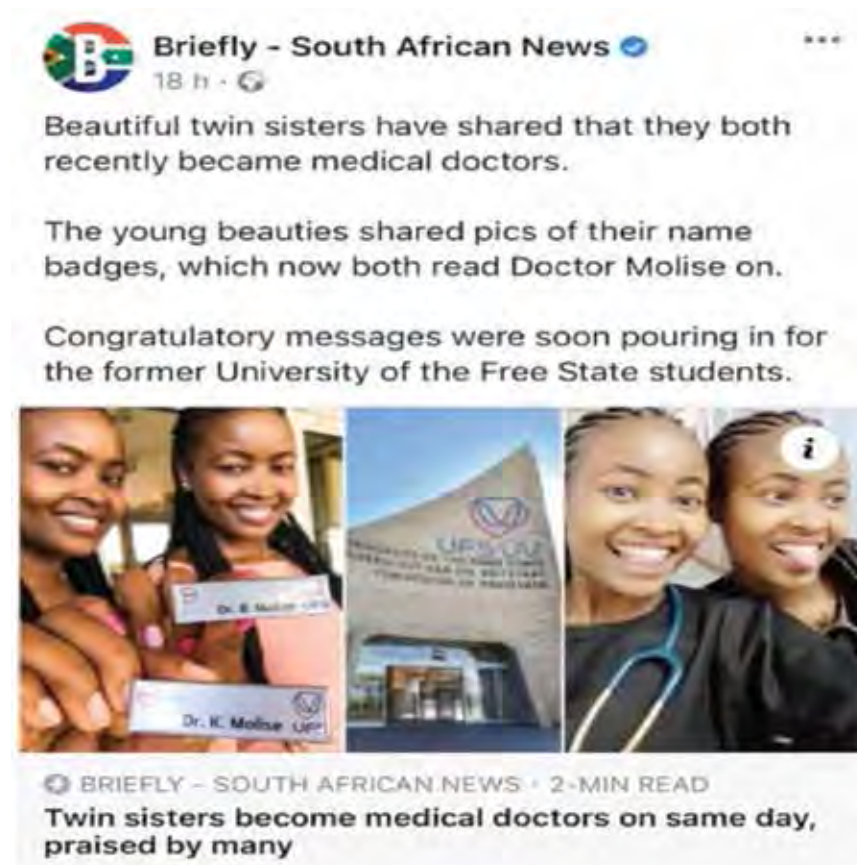 B
Briefly - South African News
18 h ·
Beautiful twin sisters have shared that they both
recently became medical doctors.
The young beauties shared pics of their name
badges, which now both read Doctor Molise on.
Congratulatory messages were soon pouring in for
the former University of the Free State students.
i
UFS·UV
Dr. Molise UFS
Dr. K. Molise UFS
BRIEFLY - SOUTH AFRICAN NEWS · 2-MIN READ
Twin sisters become medical doctors on same day,
praised by many